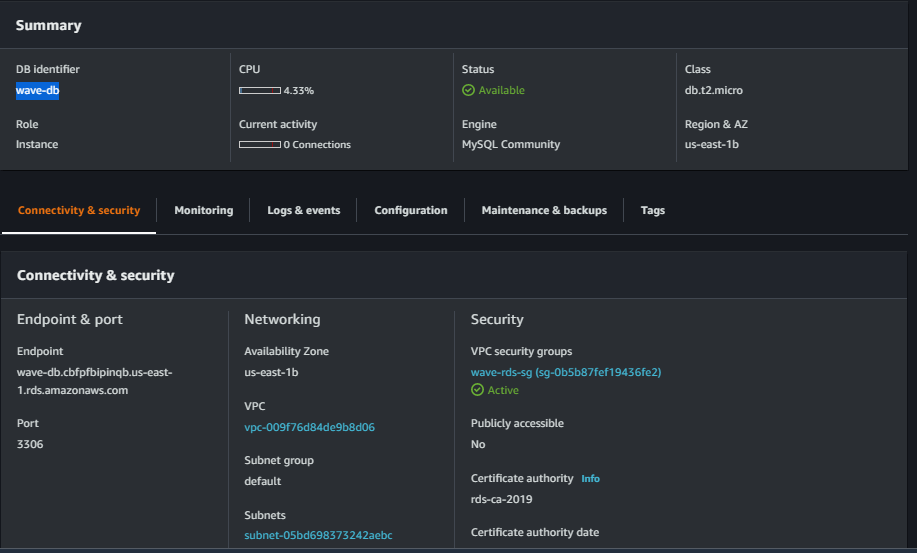 Summary
DB identifier
wave-db
CPU
4.33%
Status
Available
Class
db.t2.micro
Role
Instance
Current activity
0 Connections
Engine
MySQL Community
Region & AZ
us-east-1b
Connectivity & security
Monitoring
Logs & events
Configuration
Maintenance & backups
Tags
Connectivity & security
Endpoint & port
Endpoint
wave-db.cbfpfbipinqb.us-east-
1.rds.amazonaws.com
Port
3306
Networking
Availability Zone
us-east-1b
VPC
vpc-009f76d84de9b8d06
Subnet group
default
Subnets
subnet-05bd698373242aebc
Security
VPC security groups
wave-rds-sg (sg-0b5b87fef19436fe2)
Active
Publicly accessible
No
Certificate authority Info
rds-ca-2019
Certificate authority date